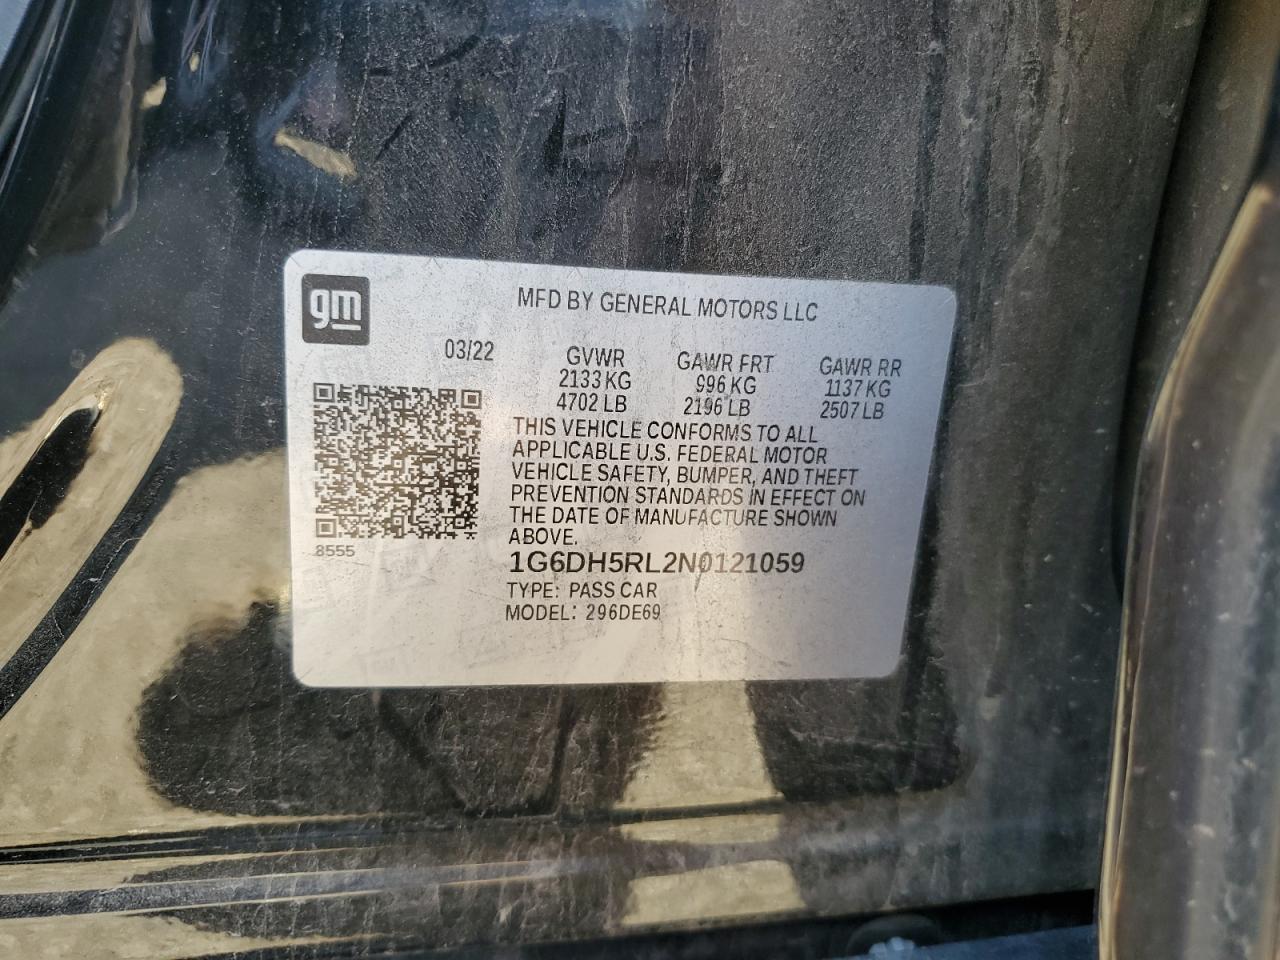 gm
MFD BY GENERAL MOTORS LLC
03/22 GVWR GAWR FRT GAWR RR
2133 KG 996 KG 1137 KG
4702 LB 2196 LB 2507 LB
THIS VEHICLE CONFORMS TO ALL
APPLICABLE U.S. FEDERAL MOTOR
VEHICLE SAFETY, BUMPER, AND THEFT
PREVENTION STANDARDS IN EFFECT ON
THE DATE OF MANUFACTURE SHOWN
ABOVE.
8555
1G6DH5RL2N0121059
TYPE: PASS CAR
MODEL: 296DE69